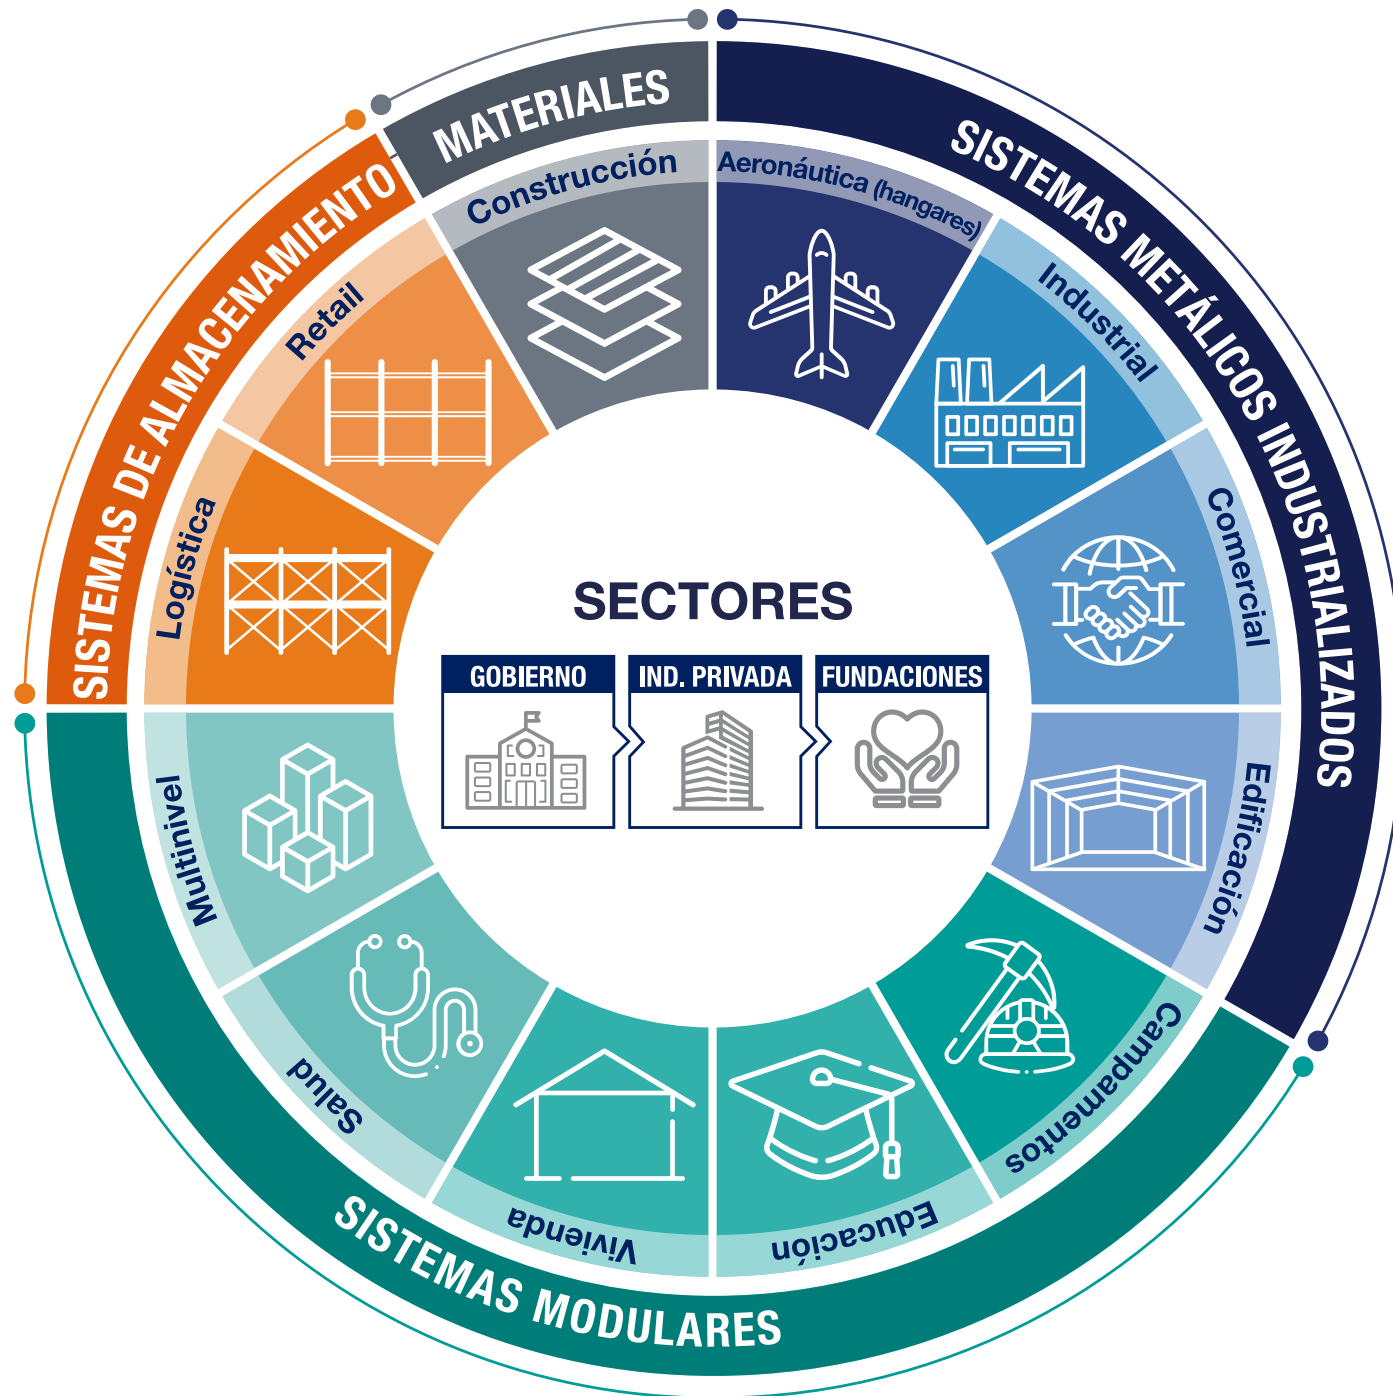 MATERIALES
SISTEMAS METÁLICOS INDUSTRIALIZADOS
SISTEMAS DE ALMACENAMIENTO
SISTEMAS MODULARES
Construcción
Aeronáutica (hangares)
Industrial
Comercial
Edificación
Campamentos
Educación
Vivienda
Salud
Multinivel
Logística
Retail
SECTORES
GOBIERNO
IND. PRIVADA
FUNDACIONES